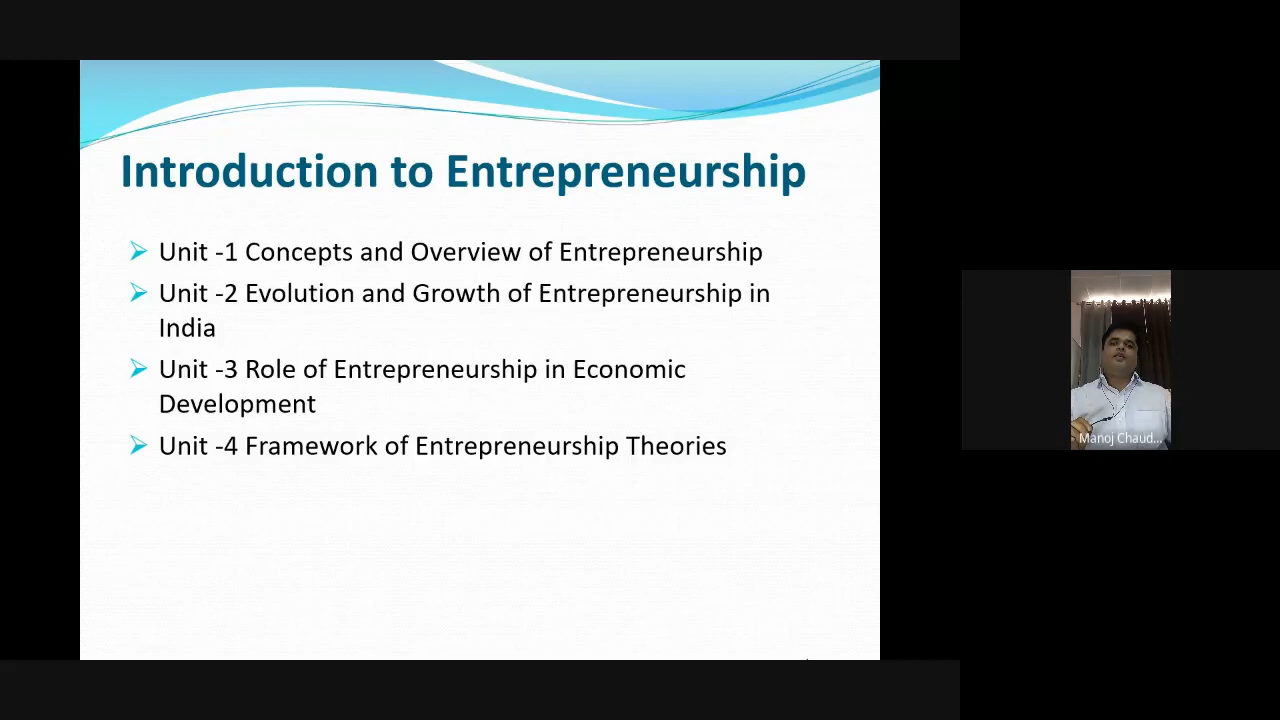 Introduction to Entrepreneurship
Unit -1 Concepts and Overview of Entrepreneurship
Unit -2 Evolution and Growth of Entrepreneurship in
India
Unit -3 Role of Entrepreneurship in Economic
Development
Unit -4 Framework of Entrepreneurship Theories
Manoj Chaud...